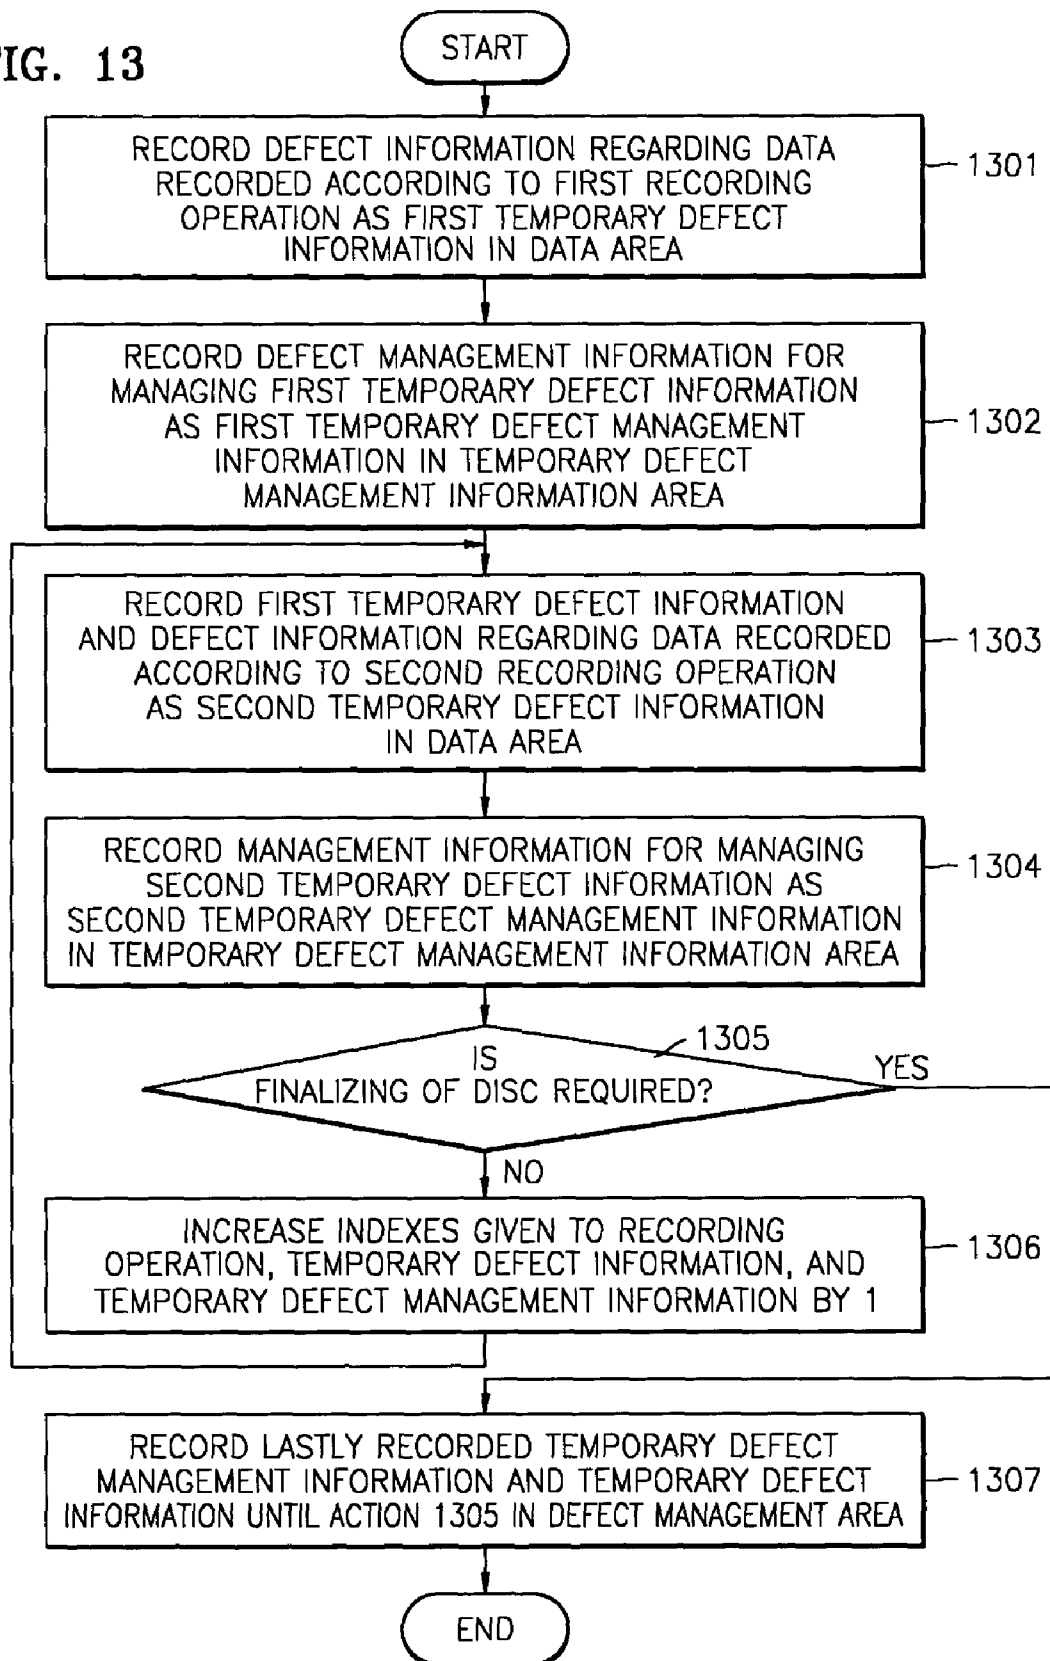 FIG. 13
START
RECORD DEFECT INFORMATION REGARDING DATA
RECORDED ACCORDING TO FIRST RECORDING
OPERATION AS FIRST TEMPORARY DEFECT
INFORMATION IN DATA AREA
1301
RECORD DEFECT MANAGEMENT INFORMATION FOR
MANAGING FIRST TEMPORARY DEFECT INFORMATION
AS FIRST TEMPORARY DEFECT MANAGEMENT
INFORMATION IN TEMPORARY DEFECT
MANAGEMENT INFORMATION AREA
1302
RECORD FIRST TEMPORARY DEFECT INFORMATION
AND DEFECT INFORMATION REGARDING DATA RECORDED
ACCORDING TO SECOND RECORDING OPERATION
AS SECOND TEMPORARY DEFECT INFORMATION
IN DATA AREA
1303
RECORD MANAGEMENT INFORMATION FOR MANAGING
SECOND TEMPORARY DEFECT INFORMATION AS
SECOND TEMPORARY DEFECT MANAGEMENT INFORMATION
IN TEMPORARY DEFECT MANAGEMENT INFORMATION AREA
1304
IS
FINALIZING OF DISC REQUIRED?
1305
YES
NO
INCREASE INDEXES GIVEN TO RECORDING
OPERATION, TEMPORARY DEFECT INFORMATION, AND
TEMPORARY DEFECT MANAGEMENT INFORMATION BY 1
1306
RECORD LASTLY RECORDED TEMPORARY DEFECT
MANAGEMENT INFORMATION AND TEMPORARY DEFECT
INFORMATION UNTIL ACTION 1305 IN DEFECT MANAGEMENT AREA
1307
END